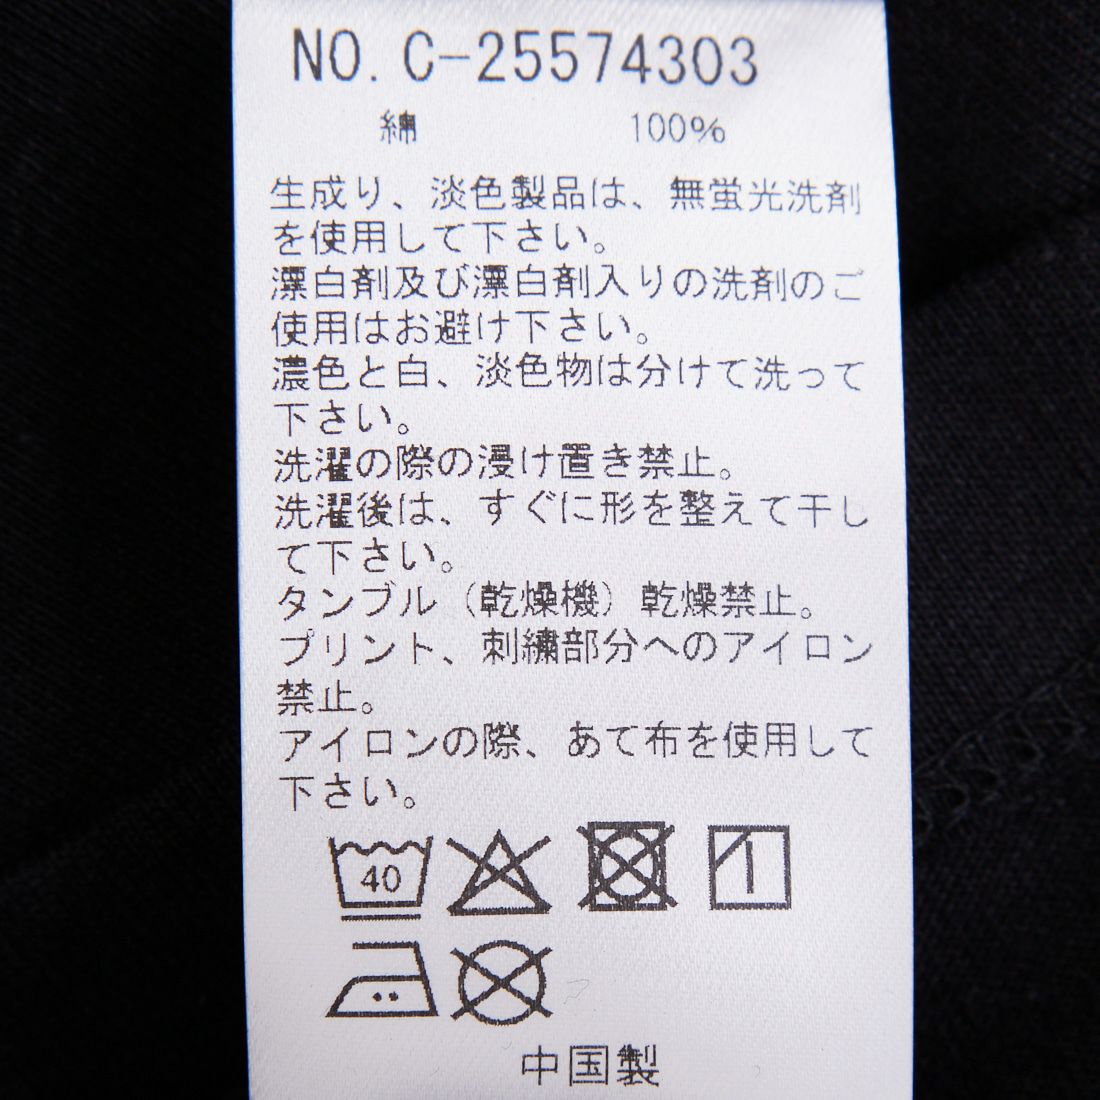 NO. C-25574303
綿 100%
生成り、淡色製品は、無蛍光洗剤
を使用して下さい。
漂白剤及び漂白剤入りの洗剤のご
使用はお避け下さい。
濃色と白、淡色物は分けて洗って
下さい。
洗濯の際の浸け置き禁止。
洗濯後は、すぐに形を整えて干し
て下さい。
タンブル（乾燥機）乾燥禁止。
プリント、刺繍部分へのアイロン
禁止。
アイロンの際、あて布を使用して
下さい。
40
中国製